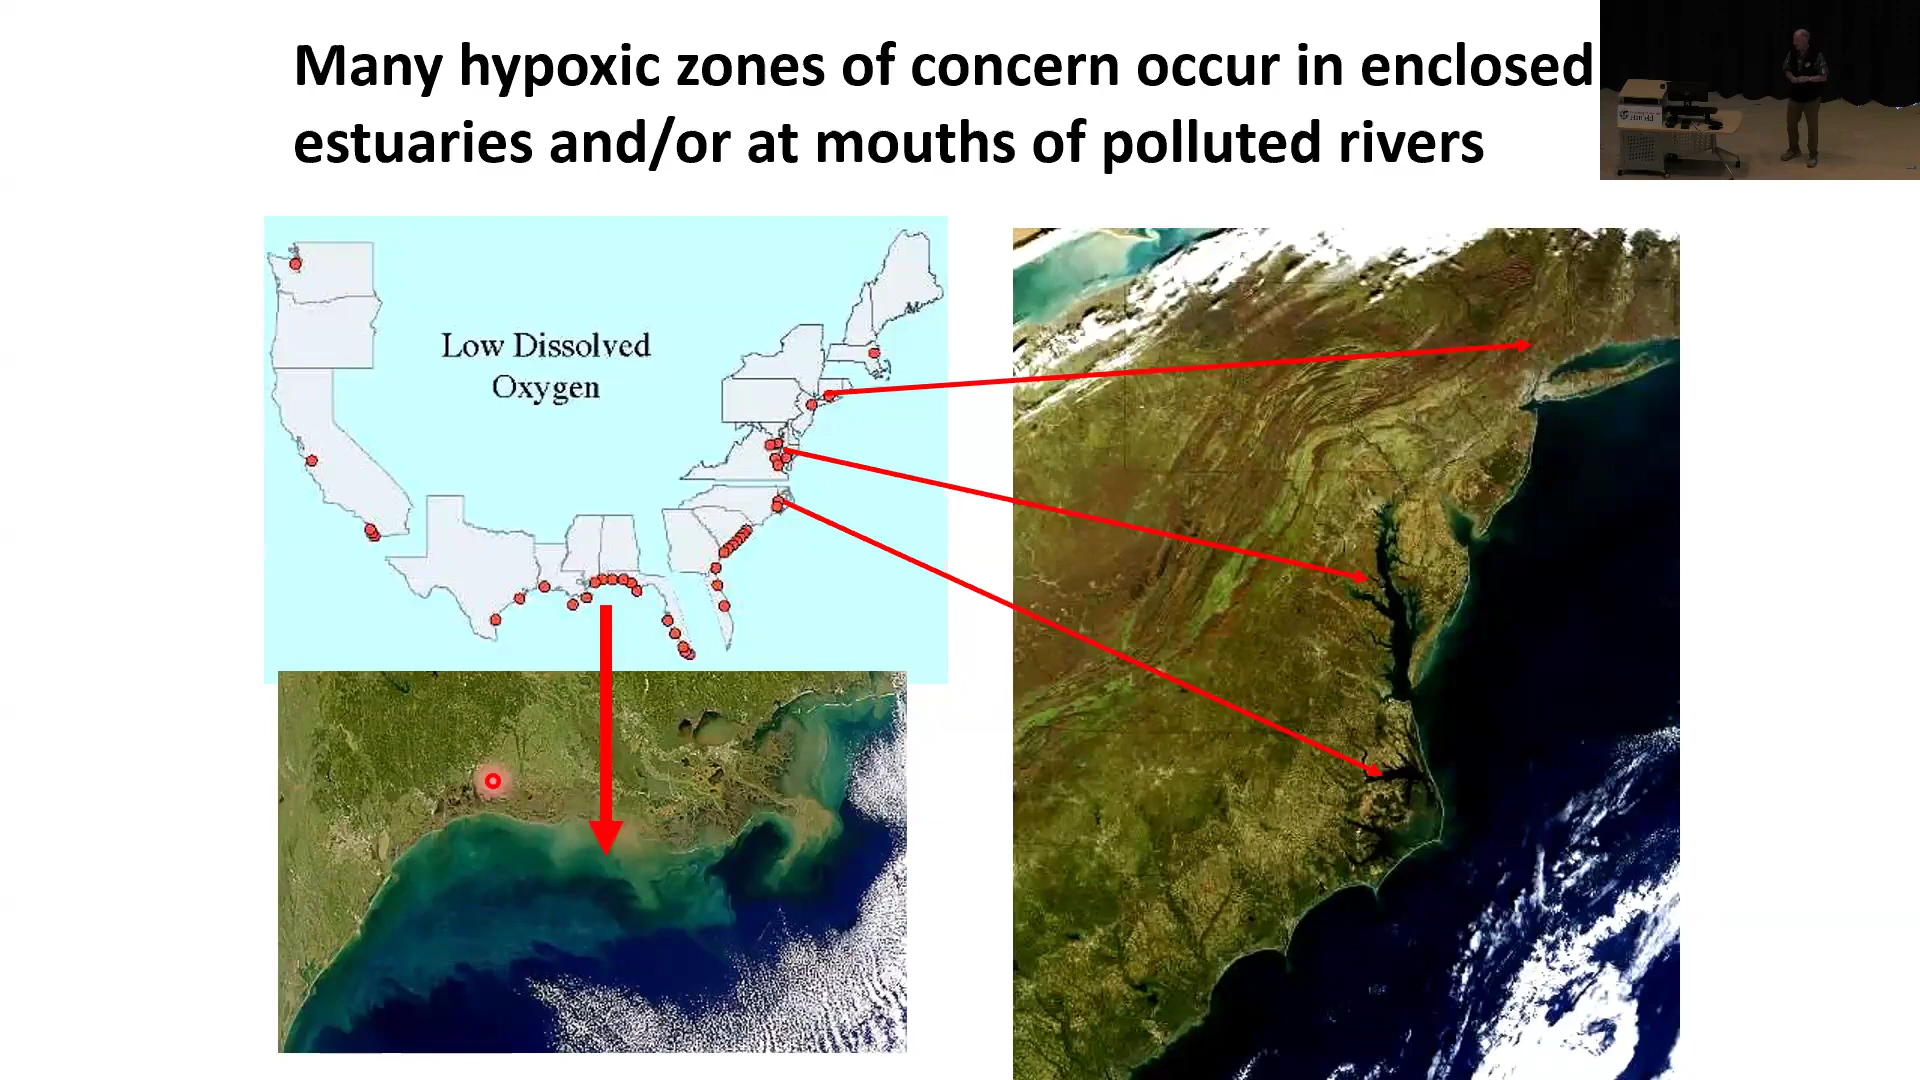 Many hypoxic zones of concern occur in enclosed
estuaries and/or at mouths of polluted rivers
Low Dissolved
Oxygen